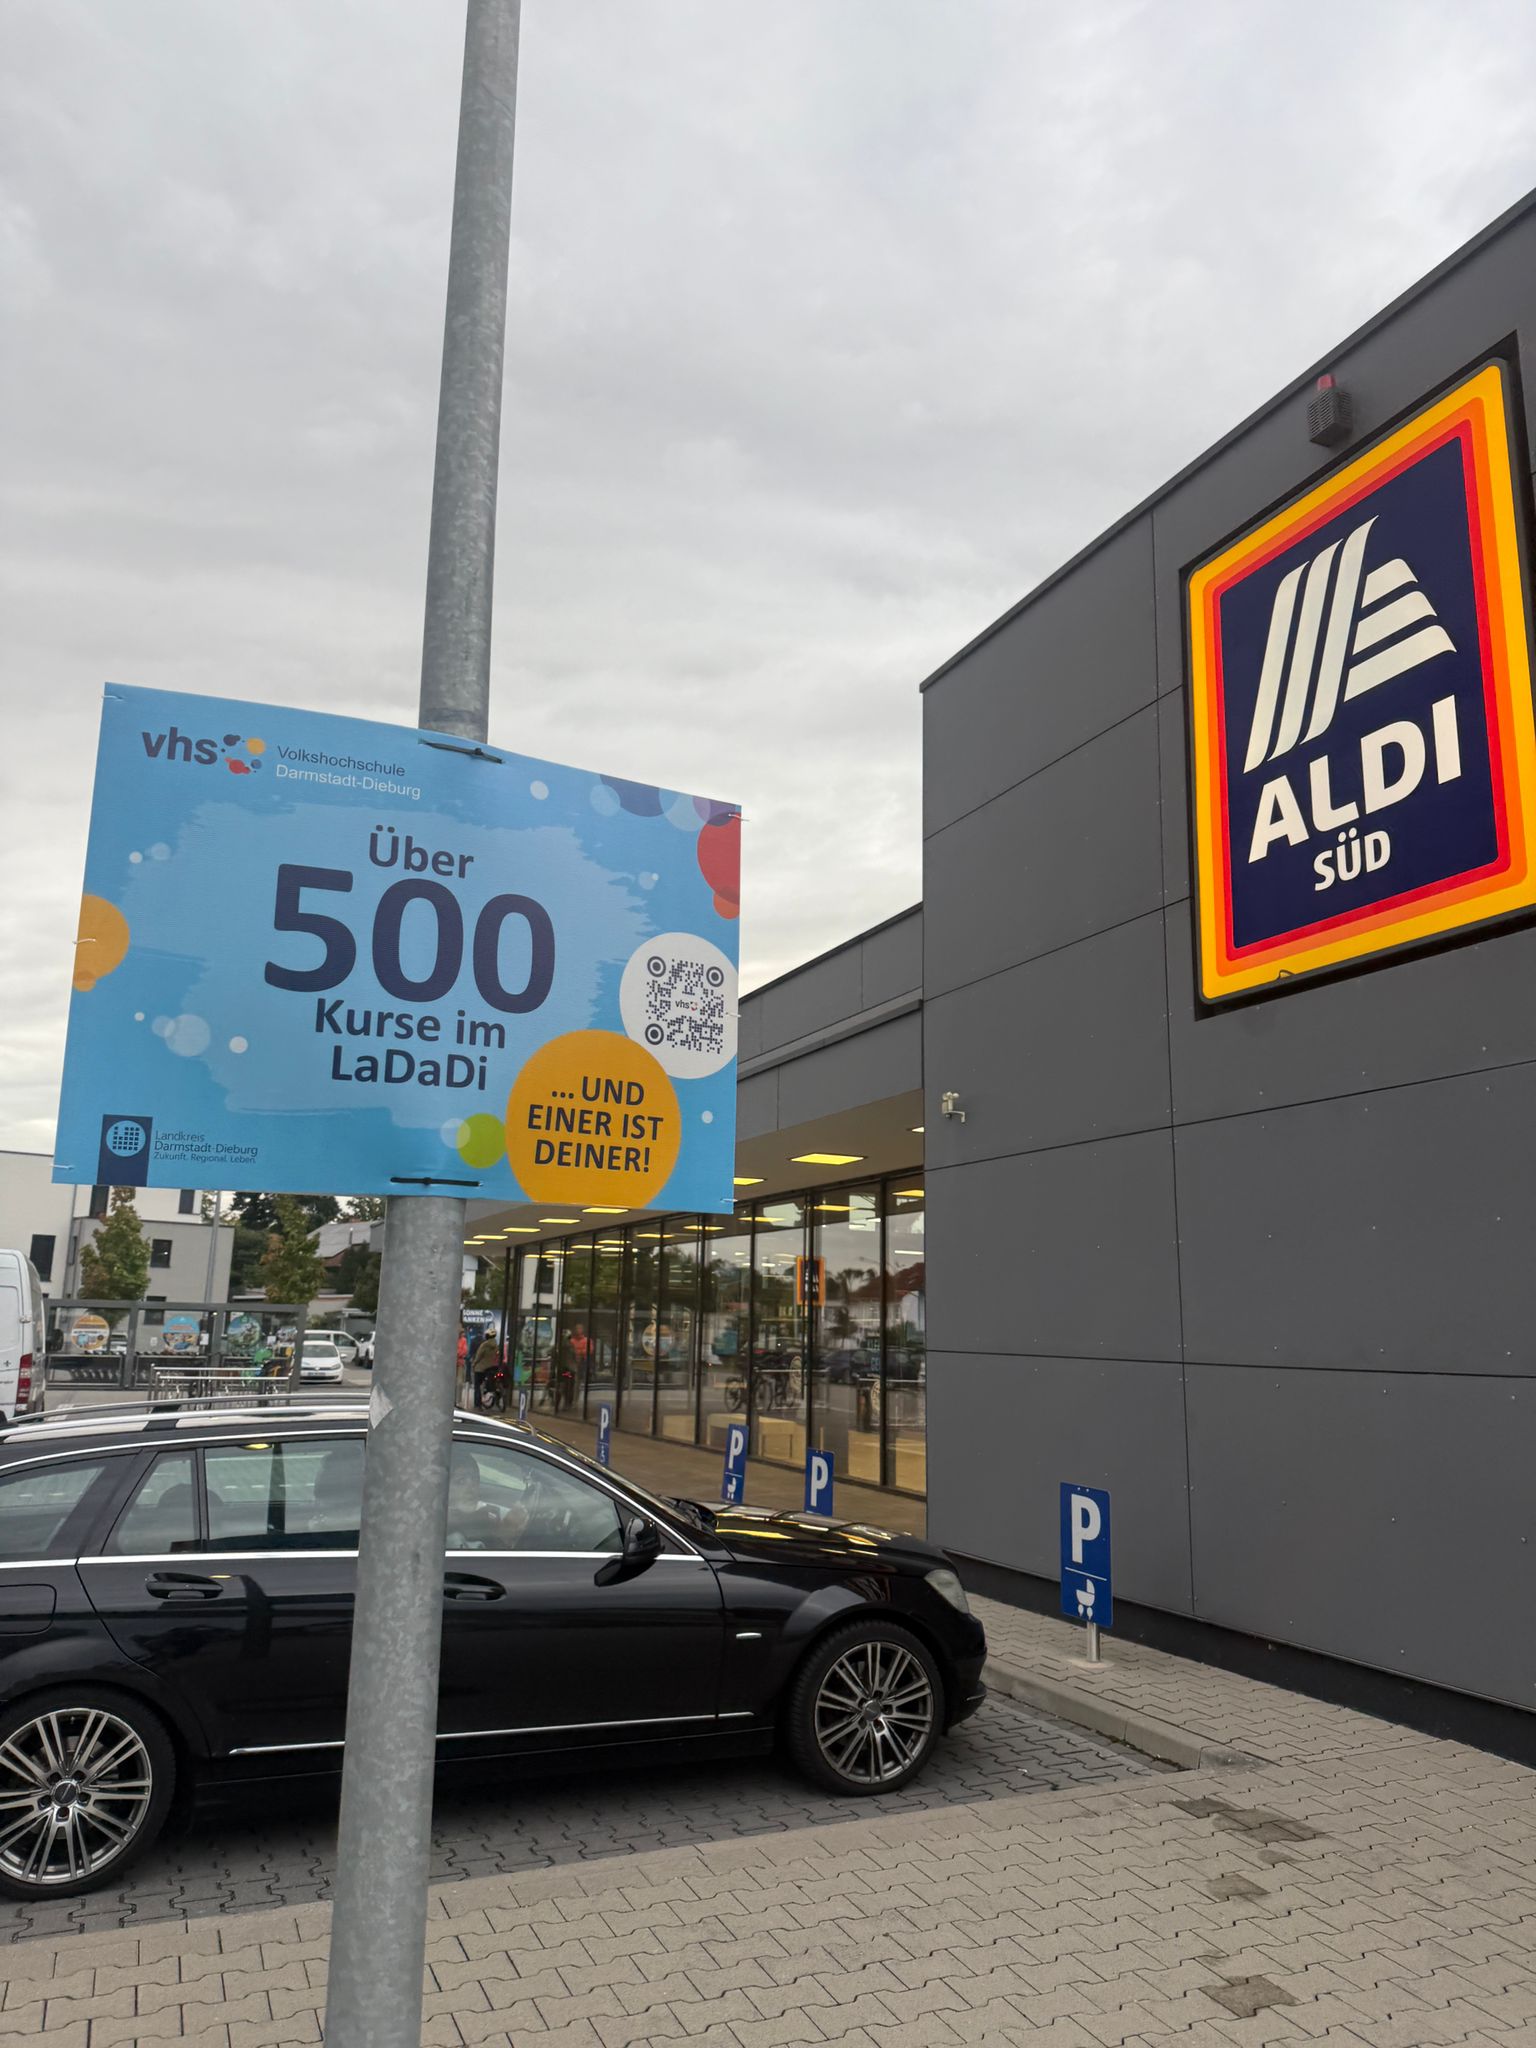 vhs
Volkshochschule
Darmstadt-Dieburg
Über
500
Kurse im
LaDaDi
vhs
...UND
EINER IST
DEINER!
Landkreis
Darmstadt-Dieburg
Zukunft. Regional. Leben.
ALDI
SÜD
P
P
P
P